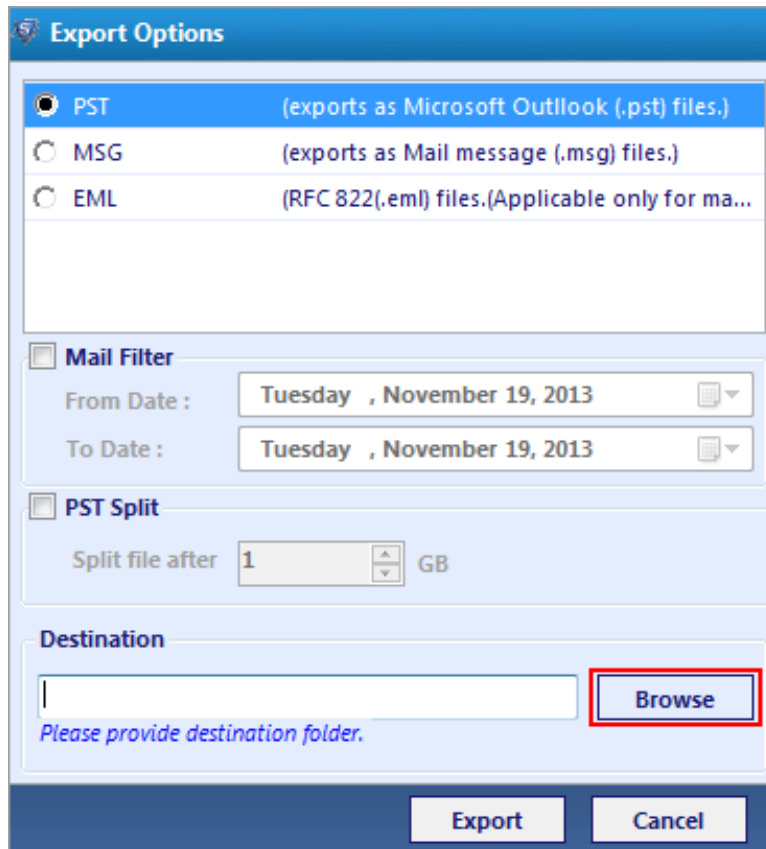 Export Options
PST (exports as Microsoft Outllook (.pst) files.)
MSG (exports as Mail message (.msg) files.)
EML (RFC 822(.eml) files.(Applicable only for ma...
Mail Filter
From Date : Tuesday , November 19, 2013
To Date : Tuesday , November 19, 2013
PST Split
Split file after 1 GB
Destination
Browse
Please provide destination folder.
Export Cancel